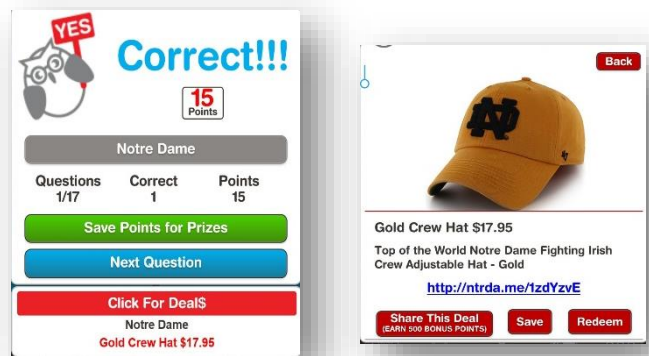 YES
Correct!!!
15
Points
Notre Dame
Questions Correct Points
1/17 1 15
Save Points for Prizes
Next Question
Click For Deal$
Notre Dame
Gold Crew Hat $17.95
Back
ND
Gold Crew Hat $17.95
Top of the World Notre Dame Fighting Irish
Crew Adjustable Hat - Gold
http://ntrda.me/1zdYzvE
Share This Deal
(EARN 500 BONUS POINTS)
Save
Redeem